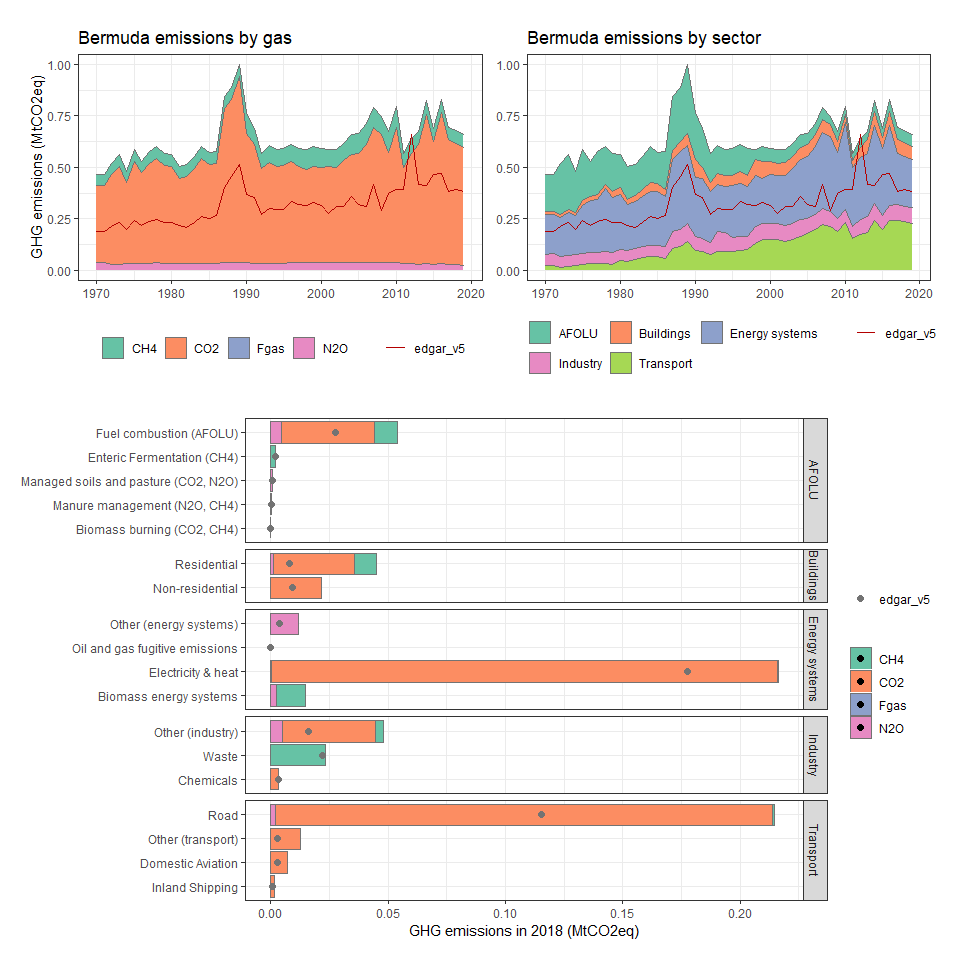 Bermuda emissions by gas
GHG emissions (MtCO2eq)
1.00
0.75
0.50
0.25
0.00
1970 1980 1990 2000 2010 2020
CH4 CO2 Fgas N2O edgar_v5
Bermuda emissions by sector
1.00
0.75
0.50
0.25
0.00
1970 1980 1990 2000 2010 2020
AFOLU Buildings Energy systems edgar_v5
Industry Transport
Fuel combustion (AFOLU)
Enteric Fermentation (CH4)
Managed soils and pasture (CO2, N2O)
Manure management (N2O, CH4)
Biomass burning (CO2, CH4)
AFOLU
Residential
Non-residential
Buildings
Other (energy systems)
Oil and gas fugitive emissions
Electricity & heat
Biomass energy systems
Energy systems
Other (industry)
Waste
Chemicals
Industry
Road
Other (transport)
Domestic Aviation
Inland Shipping
Transport
0.00 0.05 0.10 0.15 0.20
GHG emissions in 2018 (MtCO2eq)
edgar_v5
CH4
CO2
Fgas
N2O